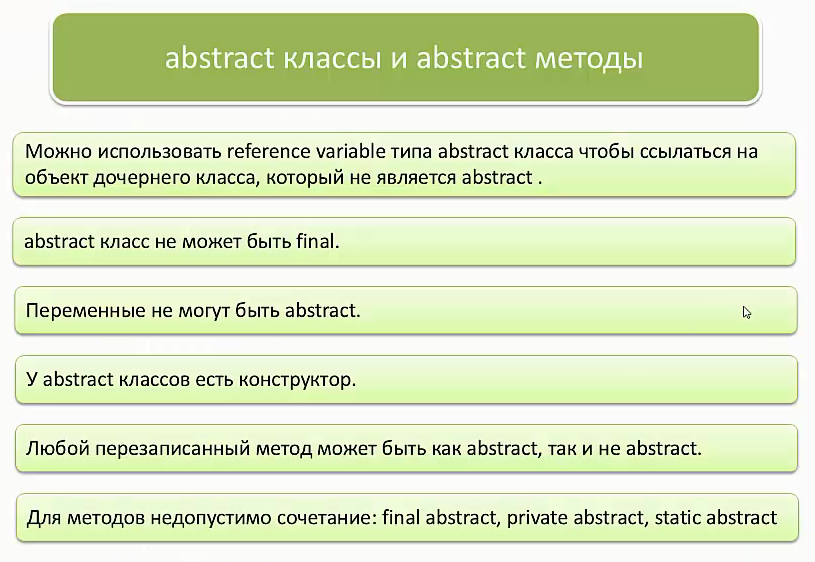 abstract классы и abstract методы
Можно использовать reference variable типа abstract класса чтобы ссылаться на
объект дочернего класса, который не является abstract .
abstract класс не может быть final.
Переменные не могут быть abstract.
У abstract классов есть конструктор.
Любой перезаписанный метод может быть как abstract, так и не abstract.
Для методов недопустимо сочетание: final abstract, private abstract, static abstract